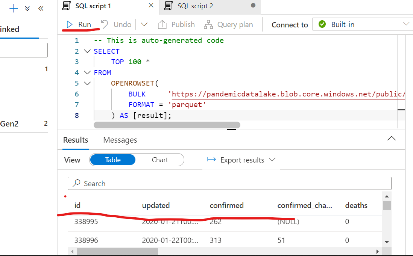 SQL script 1
SQL script 2
Run
Undo
Publish
Query plan
Connect to
Built-in
inked
1
Gen2
2
1 -- This is auto-generated code
2 SELECT
3 TOP 100 *
4 FROM
5 OPENROWSET(
6 BULK 'https://pandemicdatalake.blob.core.windows.net/public/
7 FORMAT = 'parquet'
8 ) AS [result];
Results
Messages
View
Table
Chart
Export results
Search
id updated confirmed confirmed_cha... deaths
338995 2020-01-21T00:... 262 (NULL) 0
338996 2020-01-22T00:... 313 51 0